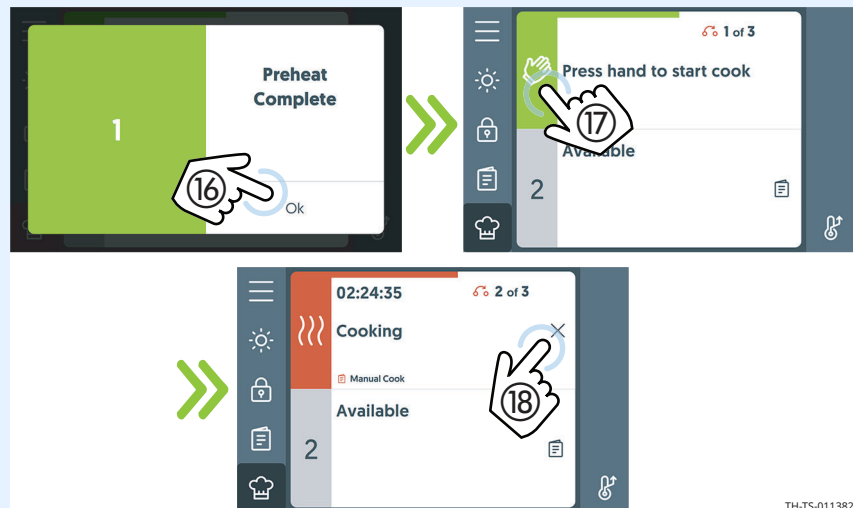 1
Preheat
Complete
16
Ok
1 of 3
Press hand to start cook
17
Available
2
02:24:35
2 of 3
Cooking
Manual Cook
18
Available
2
TH-TS-011382